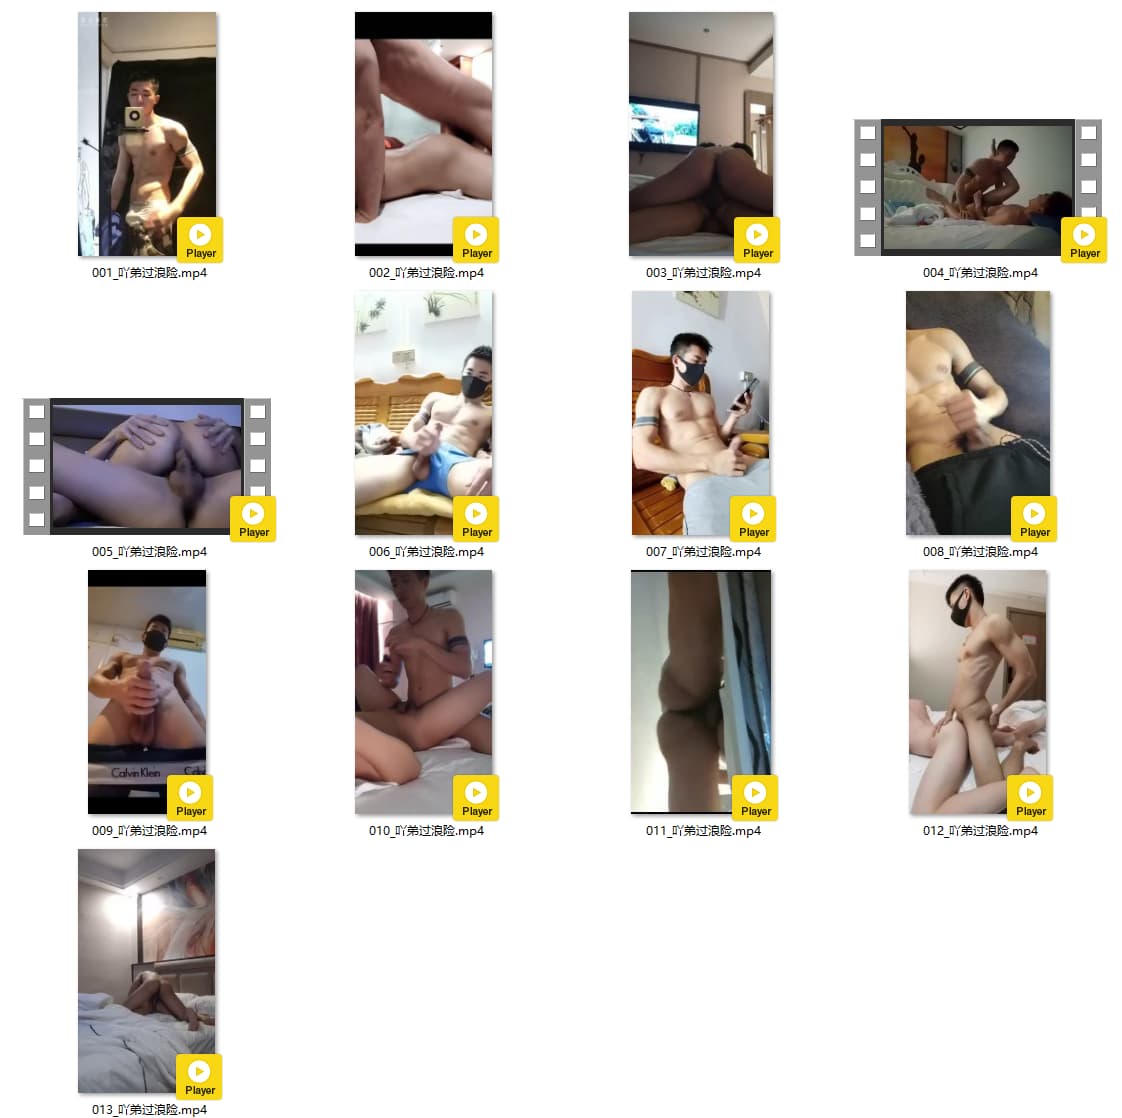 Player
001_吖弟过浪险.mp4
Player
002_吖弟过浪险.mp4
Player
003_吖弟过浪险.mp4
Player
004_吖弟过浪险.mp4
Player
005_吖弟过浪险.mp4
Player
006_吖弟过浪险.mp4
Player
007_吖弟过浪险.mp4
Player
008_吖弟过浪险.mp4
Calvin Klein
Player
009_吖弟过浪险.mp4
Player
010_吖弟过浪险.mp4
Player
011_吖弟过浪险.mp4
Player
012_吖弟过浪险.mp4
Player
013_吖弟过浪险.mp4